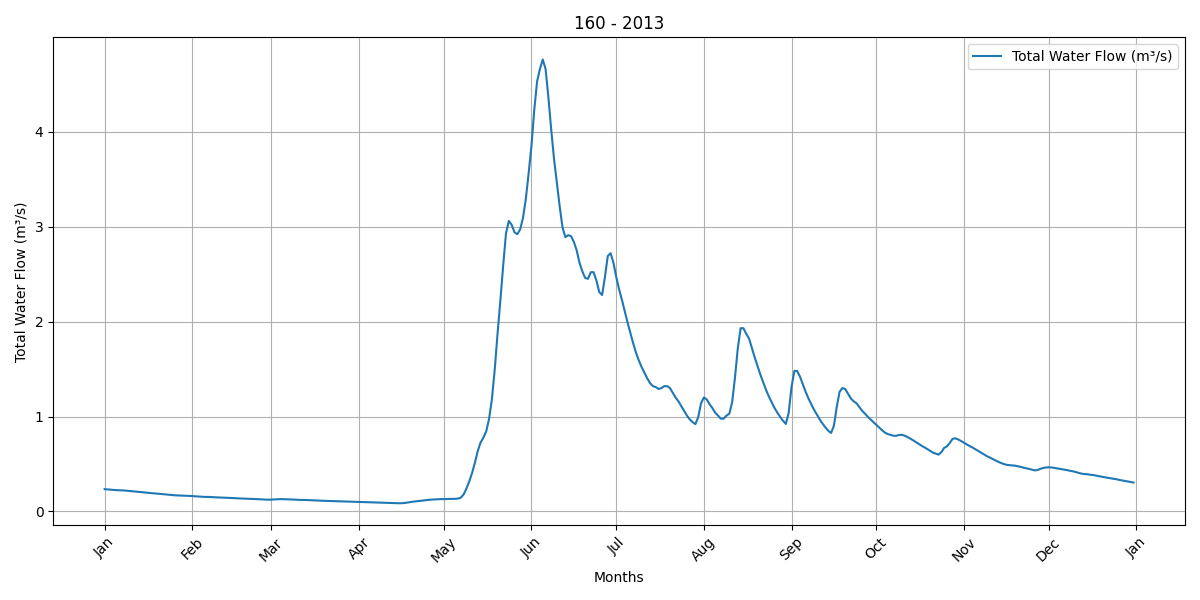 160 - 2013
Total Water Flow (m³/s)
Total Water Flow (m³/s)
4
3
2
1
0
Jan
Feb
Mar
Apr
May
Jun
Jul
Aug
Sep
Oct
Nov
Dec
Jan
Months